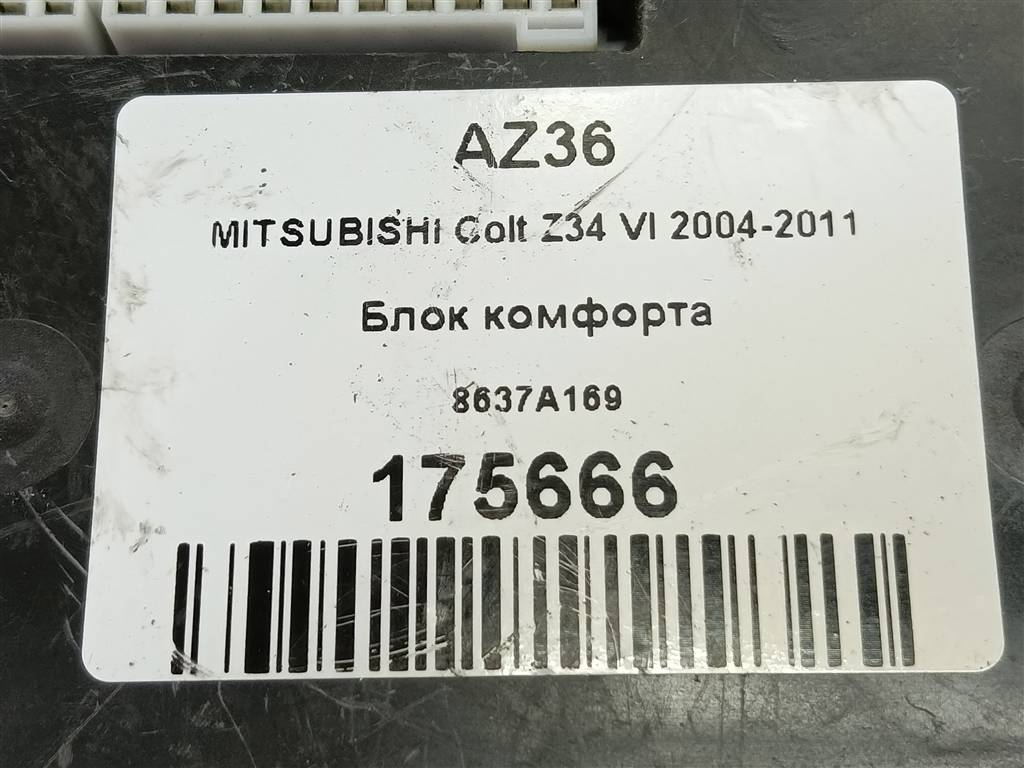 AZ36
MITSUBISHI Colt Z34 VI 2004-2011
Блок комфорта
8637A169
175666